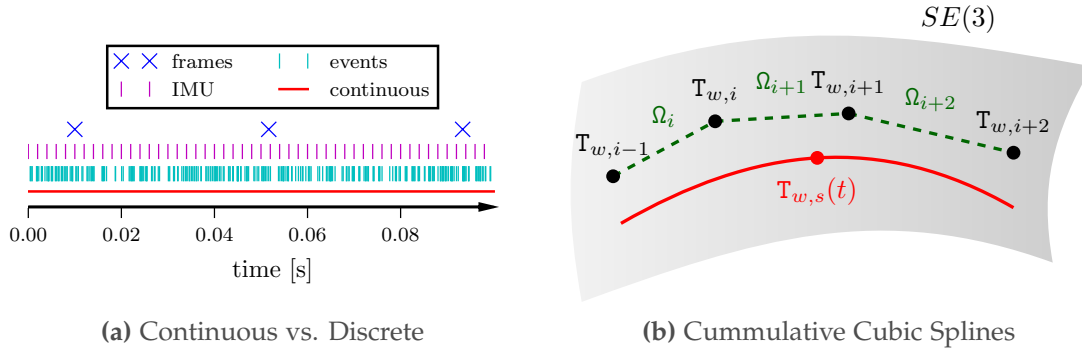 frames
events
IMU
continuous
0.00 0.02 0.04 0.06 0.08
time [s]
(a) Continuous vs. Discrete
SE(3)
T_{w,i-1}
Ω_i
T_{w,i}
Ω_{i+1}
T_{w,i+1}
Ω_{i+2}
T_{w,i+2}
T_{w,s}(t)
(b) Cummulative Cubic Splines